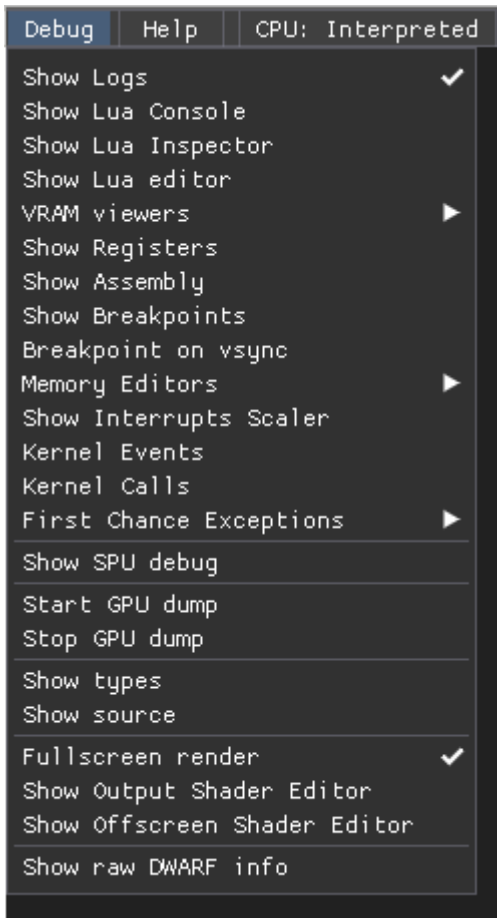 Debug Help CPU: Interpreted
Show Logs
Show Lua Console
Show Lua Inspector
Show Lua editor
VRAM viewers
Show Registers
Show Assembly
Show Breakpoints
Breakpoint on vsync
Memory Editors
Show Interrupts Scaler
Kernel Events
Kernel Calls
First Chance Exceptions
Show SPU debug
Start GPU dump
Stop GPU dump
Show types
Show source
Fullscreen render
Show Output Shader Editor
Show Offscreen Shader Editor
Show raw DWARF info